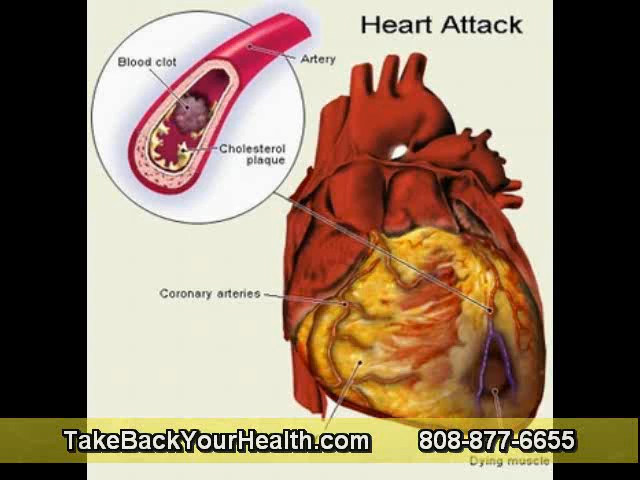 Heart Attack
Blood clot
Artery
Cholesterol
plaque
Coronary arteries
TakeBackYourHealth.com 808-877-6655
Dying muscle